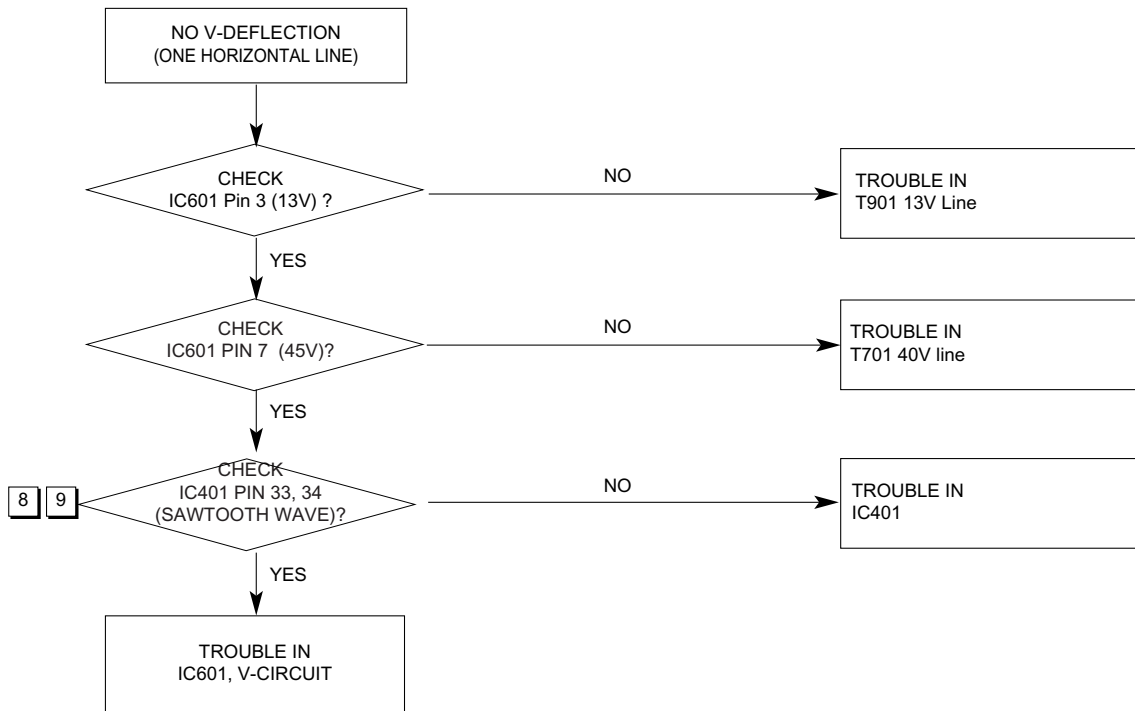 NO V-DEFLECTION
(ONE HORIZONTAL LINE)
CHECK
IC601 Pin 3 (13V) ?
NO
TROUBLE IN
T901 13V Line
YES
CHECK
IC601 PIN 7 (45V)?
NO
TROUBLE IN
T701 40V line
YES
8 9
CHECK
IC401 PIN 33, 34
(SAWTOOTH WAVE)?
NO
TROUBLE IN
IC401
YES
TROUBLE IN
IC601, V-CIRCUIT